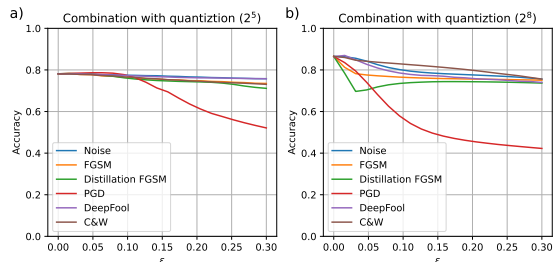 a)
Combination with quantiztion (2⁵)
Accuracy
1.0
0.8
0.6
0.4
0.2
0.0
Noise
FGSM
Distillation FGSM
PGD
DeepFool
C&W
0.00 0.05 0.10 0.15 0.20 0.25 0.30
ε
b)
Combination with quantiztion (2⁸)
Accuracy
1.0
0.8
0.6
0.4
0.2
0.0
Noise
FGSM
Distillation FGSM
PGD
DeepFool
C&W
0.00 0.05 0.10 0.15 0.20 0.25 0.30
ε